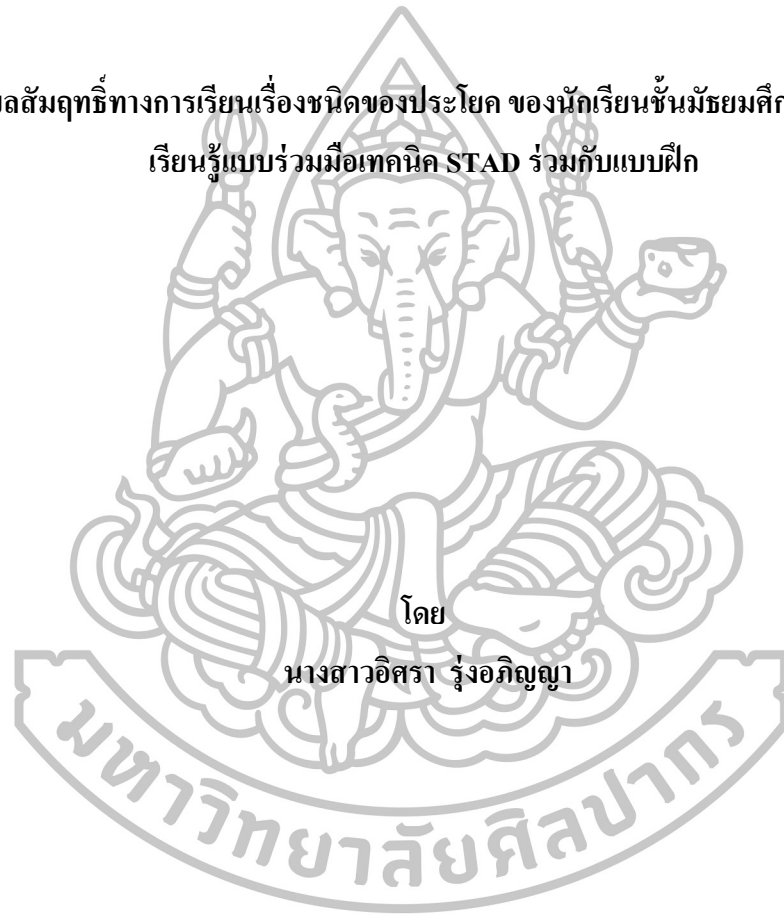 ลสัมฤทธิ์ทางการเรียนเรื่องชนิดของประโยค ของนักเรียนชั้นมัธยมศึก
เรียนรู้แบบร่วมมือเทคนิค STAD ร่วมกับแบบฝึก
โดย
นางสาวอิศรา รุ่งอภิญญา
มหาวิทยาลัยศิลปากร